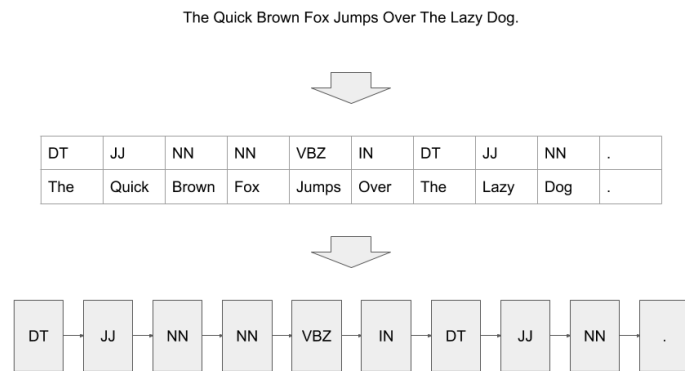 The Quick Brown Fox Jumps Over The Lazy Dog.
DT JJ NN NN VBZ IN DT JJ NN .
The Quick Brown Fox Jumps Over The Lazy Dog .
DT JJ NN NN VBZ IN DT JJ NN .